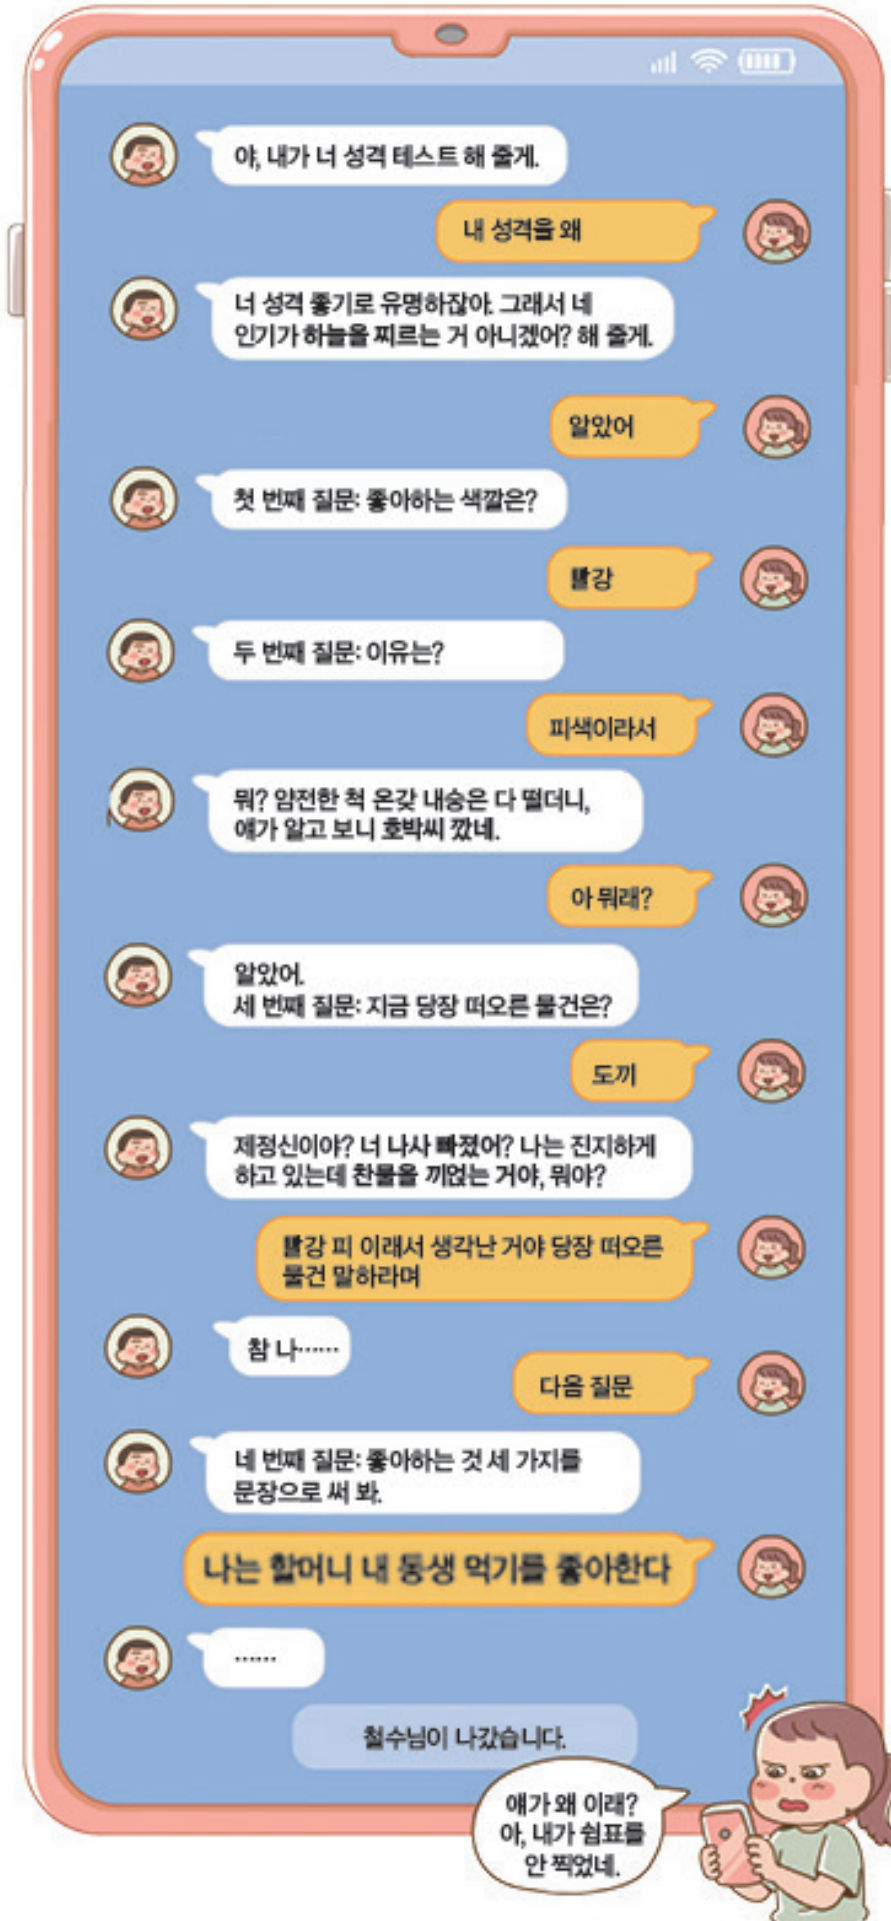 야, 내가 너 성격 테스트 해 줄게.
내 성격을 왜
너 성격 좋기로 유명하잖아. 그래서 네
인기가 하늘을 찌르는 거 아니겠어? 해 줄게.
알았어
첫 번째 질문: 좋아하는 색깔은?
빨강
두 번째 질문: 이유는?
피색이라서
뭐? 얌전한 척 온갖 내숭은 다 떨더니,
얘가 알고 보니 호박씨 깠네.
아 뭐래?
알았어.
세 번째 질문: 지금 당장 떠오른 물건은?
도끼
제정신이야? 너 나사 빠졌어? 나는 진지하게
하고 있는데 찬물을 끼얹는 거야, 뭐야?
빨강 피 이래서 생각난 거야 당장 떠오른
물건 말하라며
참 나……
다음 질문
네 번째 질문: 좋아하는 것 세 가지를
문장으로 써 봐.
나는 할머니 내 동생 먹기를 좋아한다
……
철수님이 나갔습니다.
얘가 왜 이래?
아, 내가 쉼표를
안 찍었네.